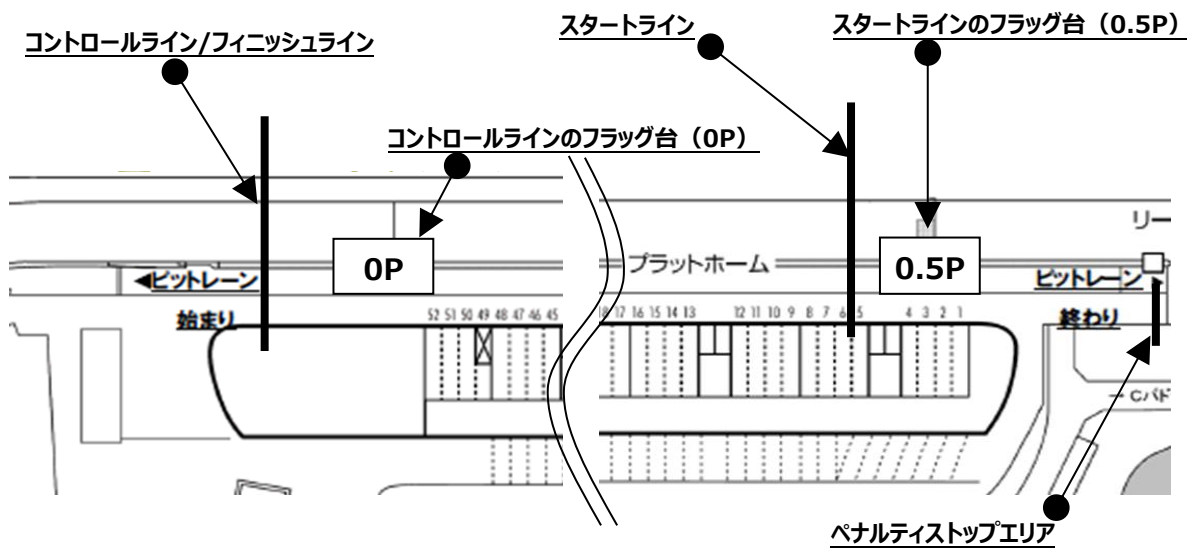 スタートライン
スタートラインのフラッグ台（0.5P）
コントロールライン/フィニッシュライン
コントロールラインのフラッグ台（0P）
リー
0P
プラットホーム
0.5P
◀ピットレーン
ピットレーン
始まり
52 51 50 49 48 47 46 45
18 17 16 15 14 13 12 11 10 9 8 7 6 5 4 3 2 1
終わり
Cパド
ペナルティストップエリア